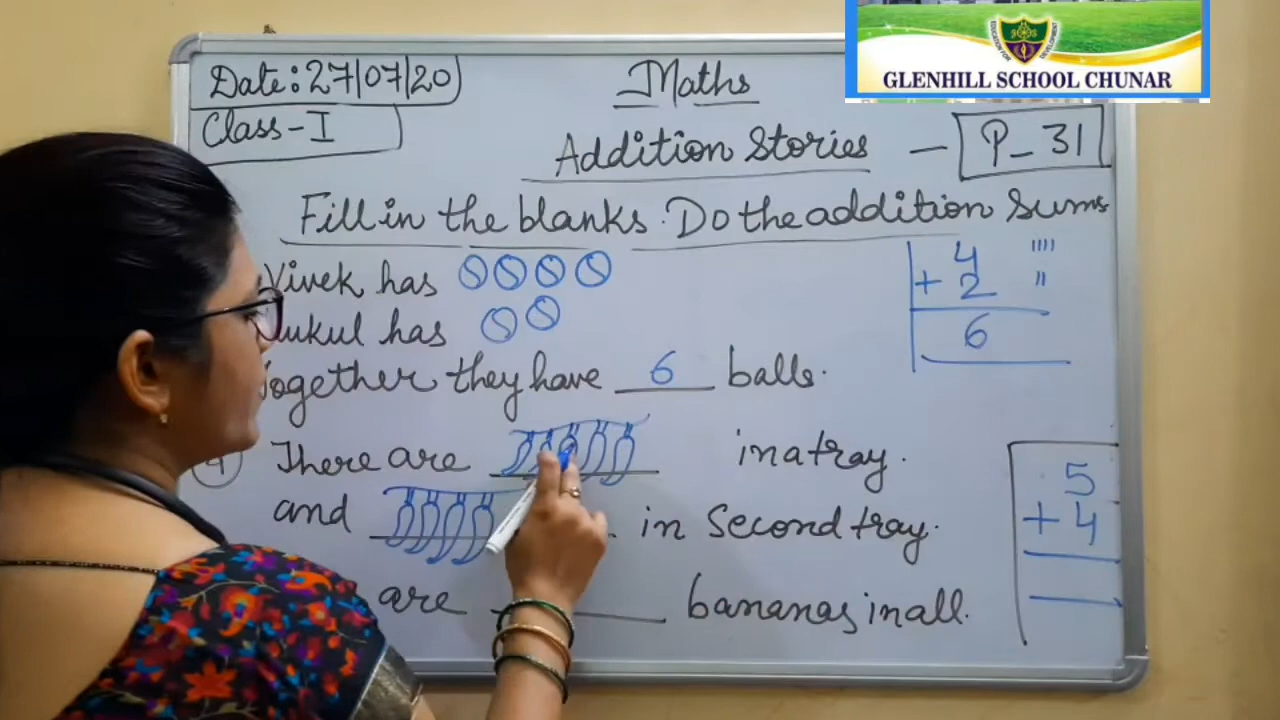 GLENHILL SCHOOL CHUNAR
Date: 27/07/20
Maths
Class-I
Addition Stories – P_31
Fill in the blanks. Do the addition Sums
Vivek has
ukul has
Together they have 6 balls.
4
+ 2
6
There are in a tray.
and in Second tray.
are bananas in all.
5
+ 4